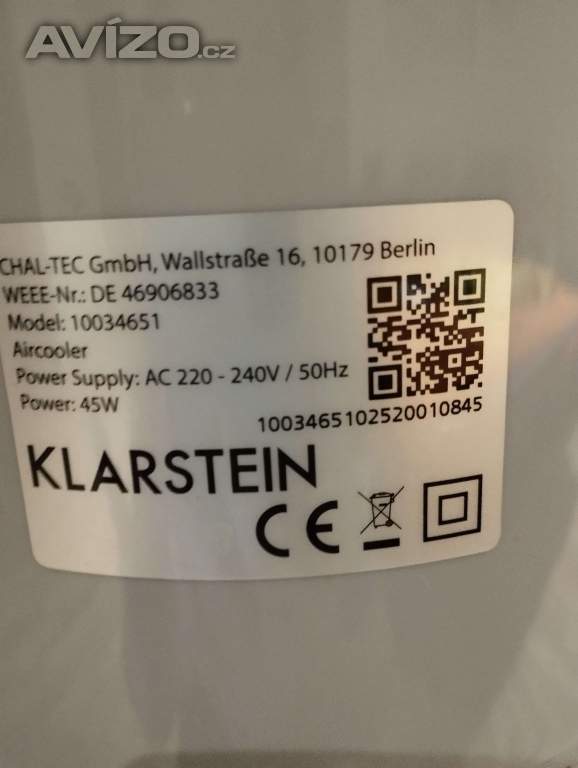 AVÍZO.cz
CHAL-TEC GmbH, Wallstraße 16, 10179 Berlin
WEEE-Nr.: DE 46906833
Model: 10034651
Aircooler
Power Supply: AC 220 - 240V / 50Hz
Power: 45W
1003465102520010845
KLARSTEIN
CE